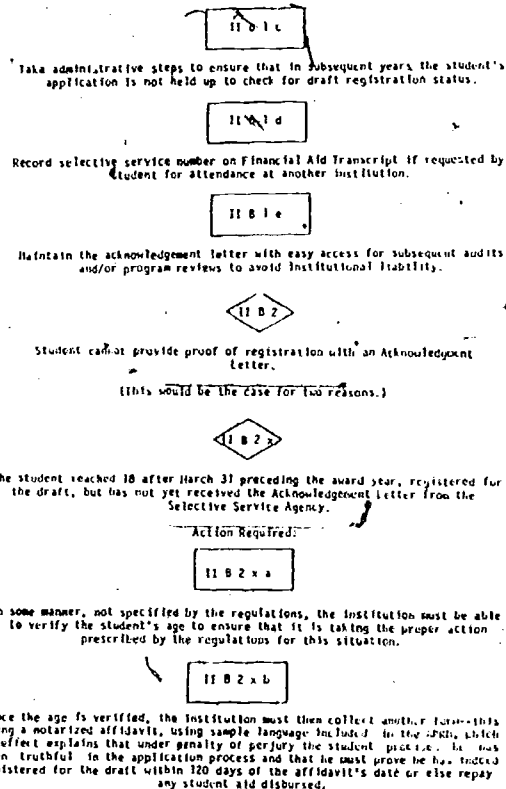 II B 1 c
Take administrative steps to ensure that in subsequent years the student's
application is not held up to check for draft registration status.
II B 1 d
Record selective service number on Financial Aid Transcript if requested by
student for attendance at another institution.
II B 1 e
Maintain the acknowledgement letter with easy access for subsequent audits
and/or program reviews to avoid institutional liability.
II B 2
Student cannot provide proof of registration with an Acknowledgment
Letter.
(This would be the case for two reasons.)
II B 2 x
he student reached 18 after March 31 preceding the award year, registered for
the draft, but has not yet received the Acknowledgement Letter from the
Selective Service Agency.
Action Required:
II B 2 x a
n some manner, not specified by the regulations, the institution must be able
to verify the student's age to ensure that it is taking the proper action
prescribed by the regulations for this situation.
II B 2 x b
ce the age is verified, the institution must then collect another form--this
ng a notarized affidavit, using sample language included in the which
effect explains that under penalty of perjury the student has
n truthful in the application process and that he must prove he has indeed
istered for the draft within 120 days of the affidavit's date or else repay
any student aid disbursed.